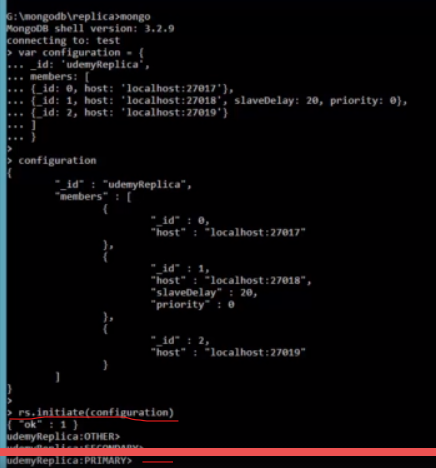 G:\mongodb\replica>mongo
MongoDB shell version: 3.2.9
connecting to: test
> var configuration = {
... _id: 'udemyReplica',
... members: [
... {_id: 0, host: 'localhost:27017'},
... {_id: 1, host: 'localhost:27018', slaveDelay: 20, priority: 0},
... {_id: 2, host: 'localhost:27019'}
... ]
... }
>
> configuration
{
"_id" : "udemyReplica",
"members" : [
{
"_id" : 0,
"host" : "localhost:27017"
},
{
"_id" : 1,
"host" : "localhost:27018",
"slaveDelay" : 20,
"priority" : 0
},
{
"_id" : 2,
"host" : "localhost:27019"
}
]
}
>
> rs.initiate(configuration)
{ "ok" : 1 }
udemyReplica:OTHER>
udemyReplica:SECONDARY>
udemyReplica:PRIMARY>